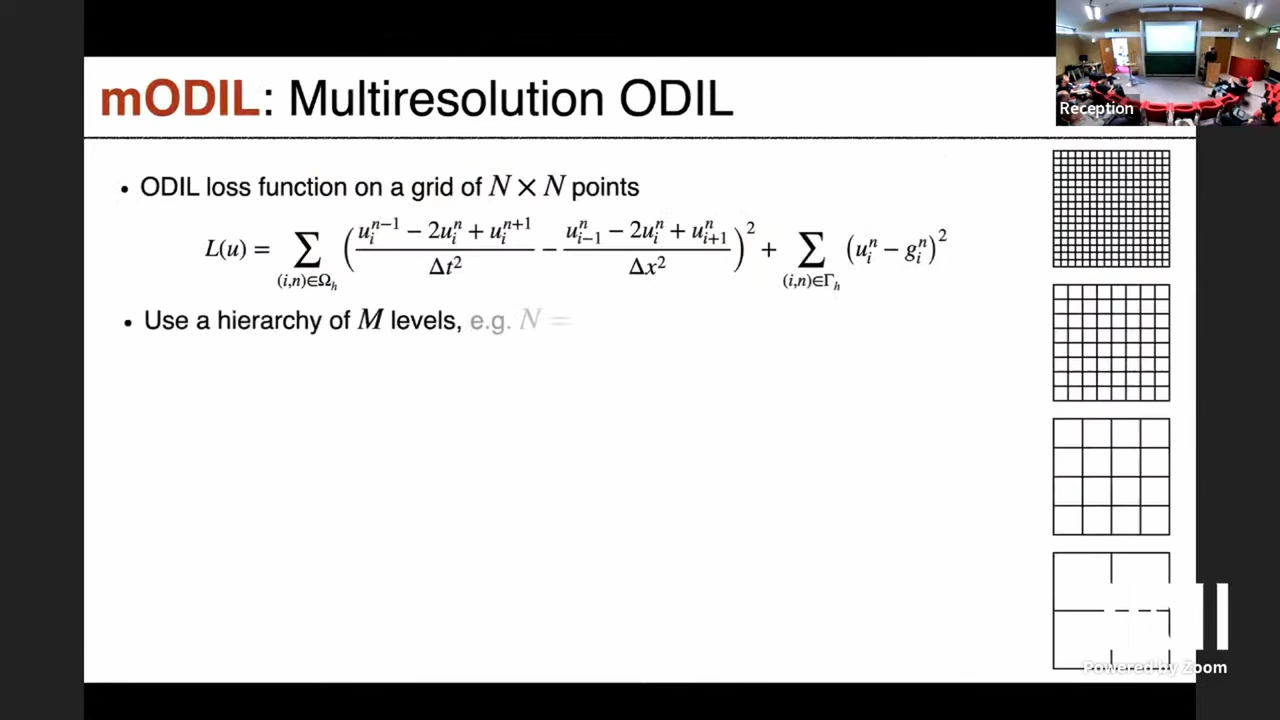 mODIL: Multiresolution ODIL
Reception
• ODIL loss function on a grid of N × N points
L(u) = ∑_{(i,n)∈Ω_h} ( (u_i^{n−1} − 2u_i^n + u_i^{n+1}) / Δt² − (u_{i−1}^n − 2u_i^n + u_{i+1}^n) / Δx² )² + ∑_{(i,n)∈Γ_h} (u_i^n − g_i^n)²
• Use a hierarchy of M levels, e.g. N =
Powered by Zoom